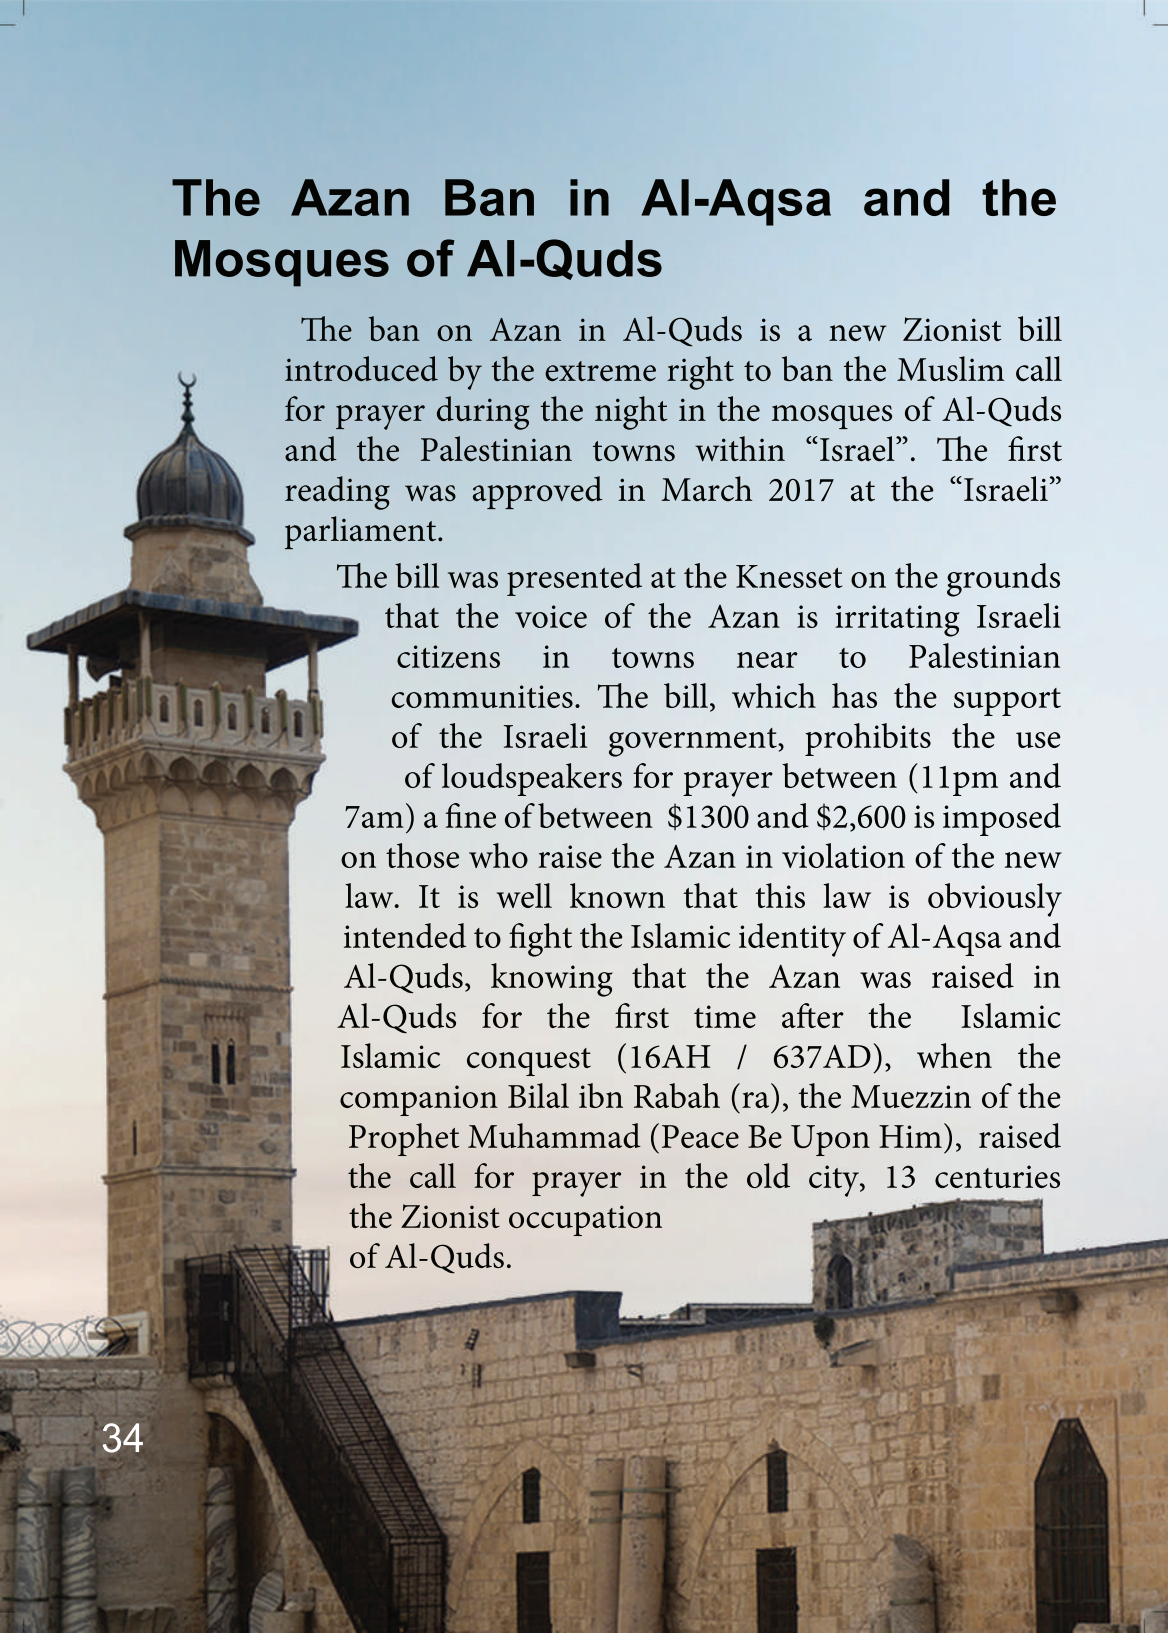 The Azan Ban in Al-Aqsa and the
Mosques of Al-Quds
The ban on Azan in Al-Quds is a new Zionist bill
introduced by the extreme right to ban the Muslim call
for prayer during the night in the mosques of Al-Quds
and the Palestinian towns within “Israel”. The first
reading was approved in March 2017 at the “Israeli”
parliament.
The bill was presented at the Knesset on the grounds
that the voice of the Azan is irritating Israeli
citizens in towns near to Palestinian
communities. The bill, which has the support
of the Israeli government, prohibits the use
of loudspeakers for prayer between (11pm and
7am) a fine of between $1300 and $2,600 is imposed
on those who raise the Azan in violation of the new
law. It is well known that this law is obviously
intended to fight the Islamic identity of Al-Aqsa and
Al-Quds, knowing that the Azan was raised in
Al-Quds for the first time after the Islamic
Islamic conquest (16AH / 637AD), when the
companion Bilal ibn Rabah (ra), the Muezzin of the
Prophet Muhammad (Peace Be Upon Him), raised
the call for prayer in the old city, 13 centuries
the Zionist occupation
of Al-Quds.
34